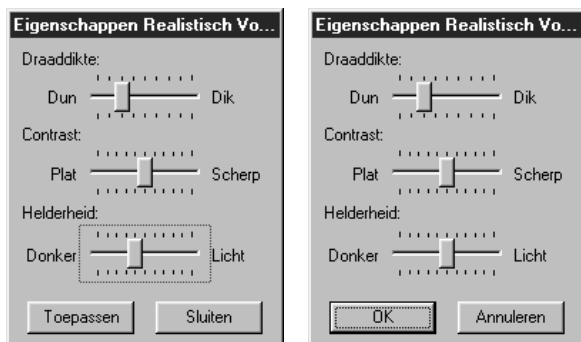 Eigenschappen Realistisch Vo...
Draaddikte:
Dun Dik
Contrast:
Plat Scherp
Helderheid:
Donker Licht
Toepassen Sluiten
Eigenschappen Realistisch Vo...
Draaddikte:
Dun Dik
Contrast:
Plat Scherp
Helderheid:
Donker Licht
OK Annuleren